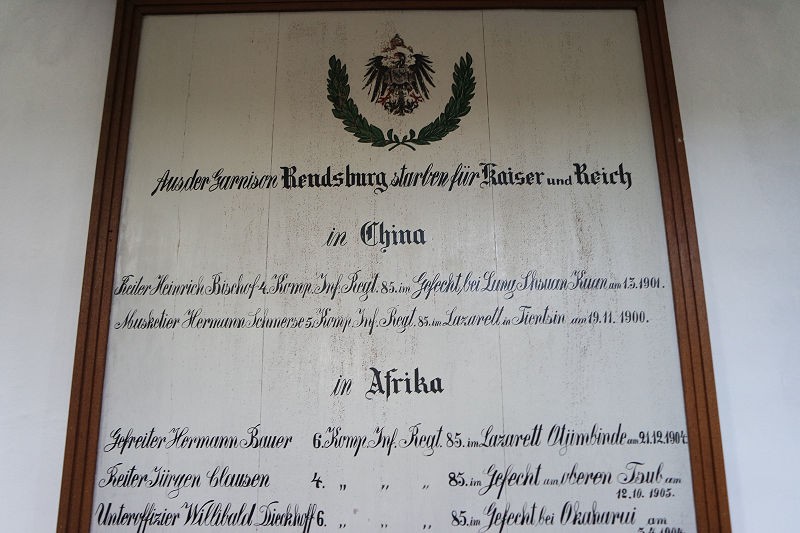 Aus der Garnison Rendsburg starben für Kaiser und Reich
in China
Reiter Heinrich Bischof 4. Komp. Inf. Regt. 85. im Gefecht bei Lung Shsuan Kuan am 1.3.1901.
Musketier Hermann Schnerse 5. Komp. Inf. Regt. 85. im Lazarett in Tientsin am 19.11.1900.
in Afrika
Gefreiter Hermann Bauer 6. Komp. Inf. Regt. 85. im Lazarett Otjimbinde am 21.12.1904.
Reiter Jürgen Clausen 4. „ „ „ 85. im Gefecht am oberen Tsub am 12.10.1905.
Unteroffizier Willibald Dieckhoff 6. „ „ „ 85. im Gefecht bei Okaharui am